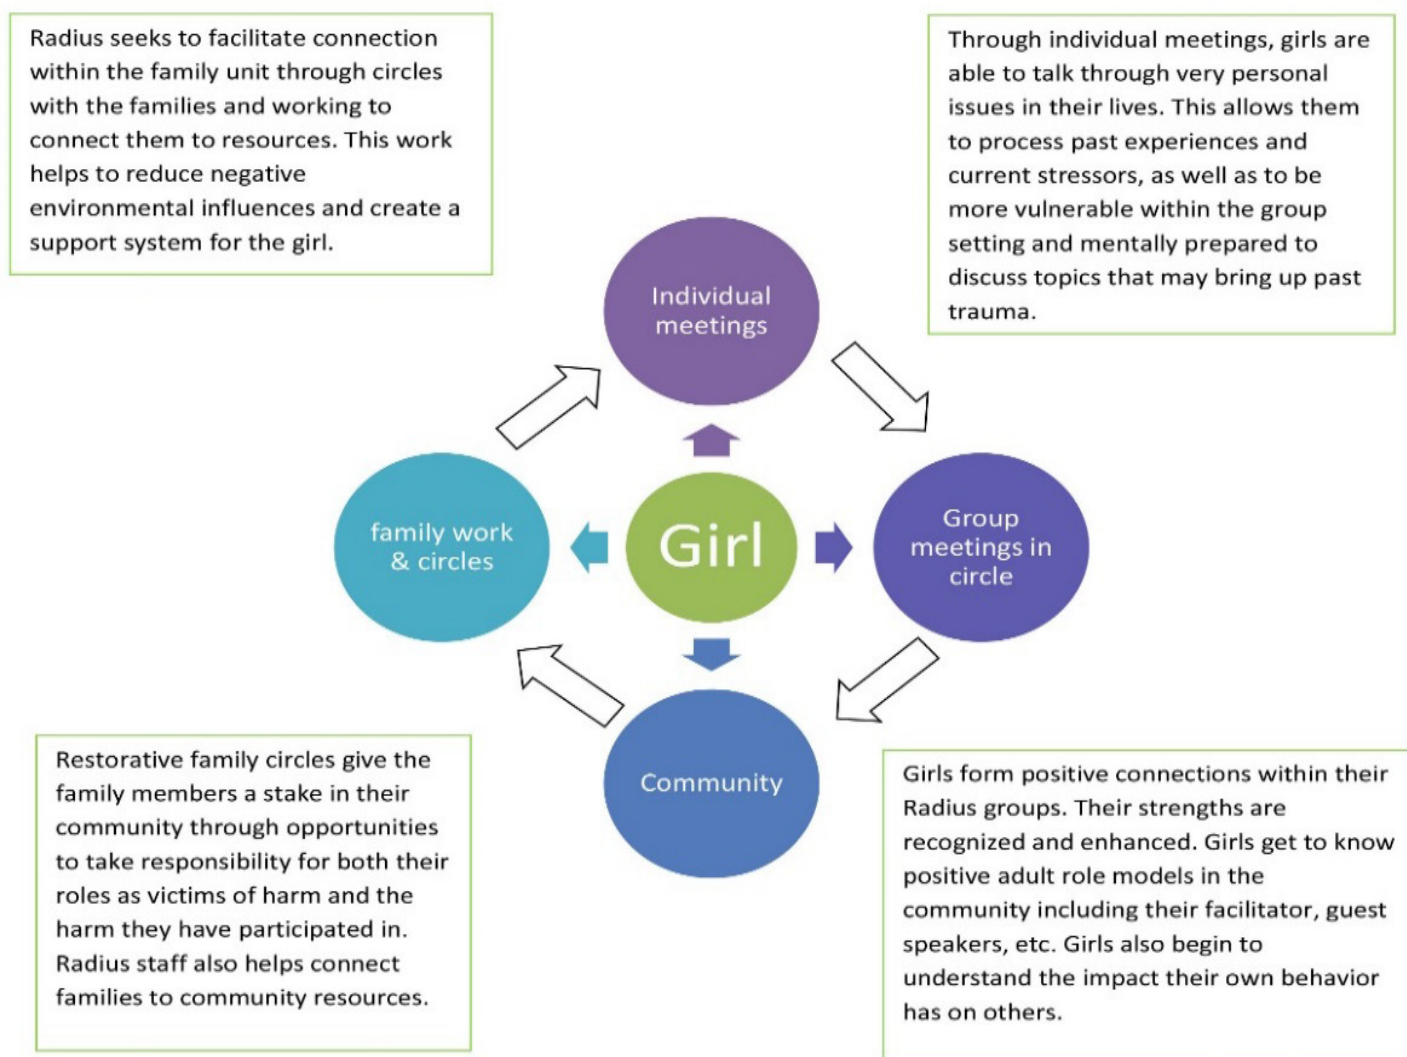 Radius seeks to facilitate connection
within the family unit through circles
with the families and working to
connect them to resources. This work
helps to reduce negative
environmental influences and create a
support system for the girl.
Through individual meetings, girls are
able to talk through very personal
issues in their lives. This allows them
to process past experiences and
current stressors, as well as to be
more vulnerable within the group
setting and mentally prepared to
discuss topics that may bring up past
trauma.
Individual
meetings
family work
& circles
Girl
Group
meetings in
circle
Community
Restorative family circles give the
family members a stake in their
community through opportunities
to take responsibility for both their
roles as victims of harm and the
harm they have participated in.
Radius staff also helps connect
families to community resources.
Girls form positive connections within their
Radius groups. Their strengths are
recognized and enhanced. Girls get to know
positive adult role models in the
community including their facilitator, guest
speakers, etc. Girls also begin to
understand the impact their own behavior
has on others.